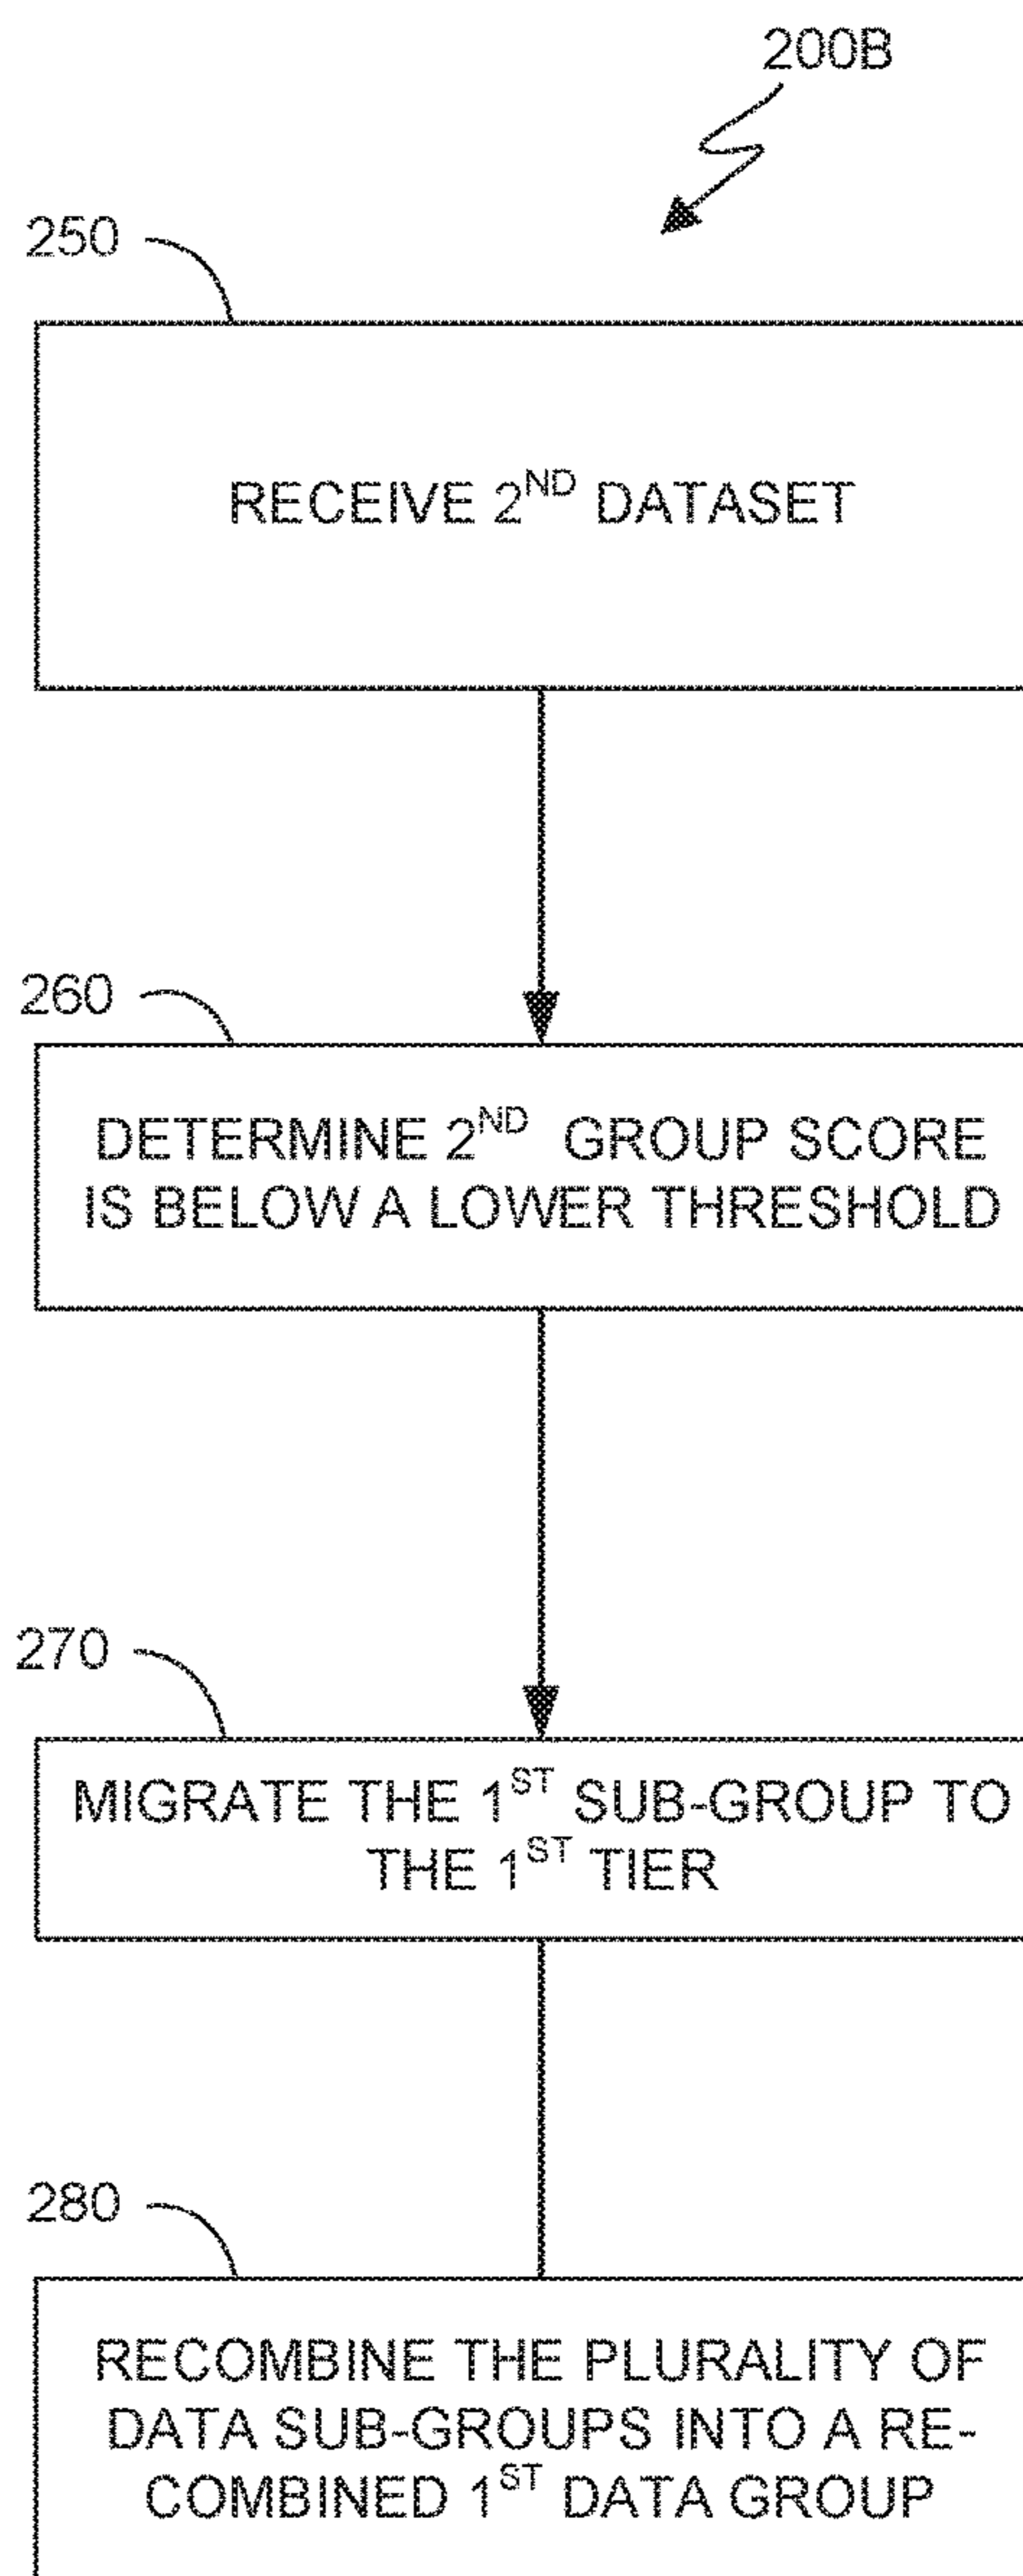 200B
250
RECEIVE 2ND DATASET
260
DETERMINE 2ND GROUP SCORE
IS BELOW A LOWER THRESHOLD
270
MIGRATE THE 1ST SUB-GROUP TO
THE 1ST TIER
280
RECOMBINE THE PLURALITY OF
DATA SUB-GROUPS INTO A RE-
COMBINED 1ST DATA GROUP